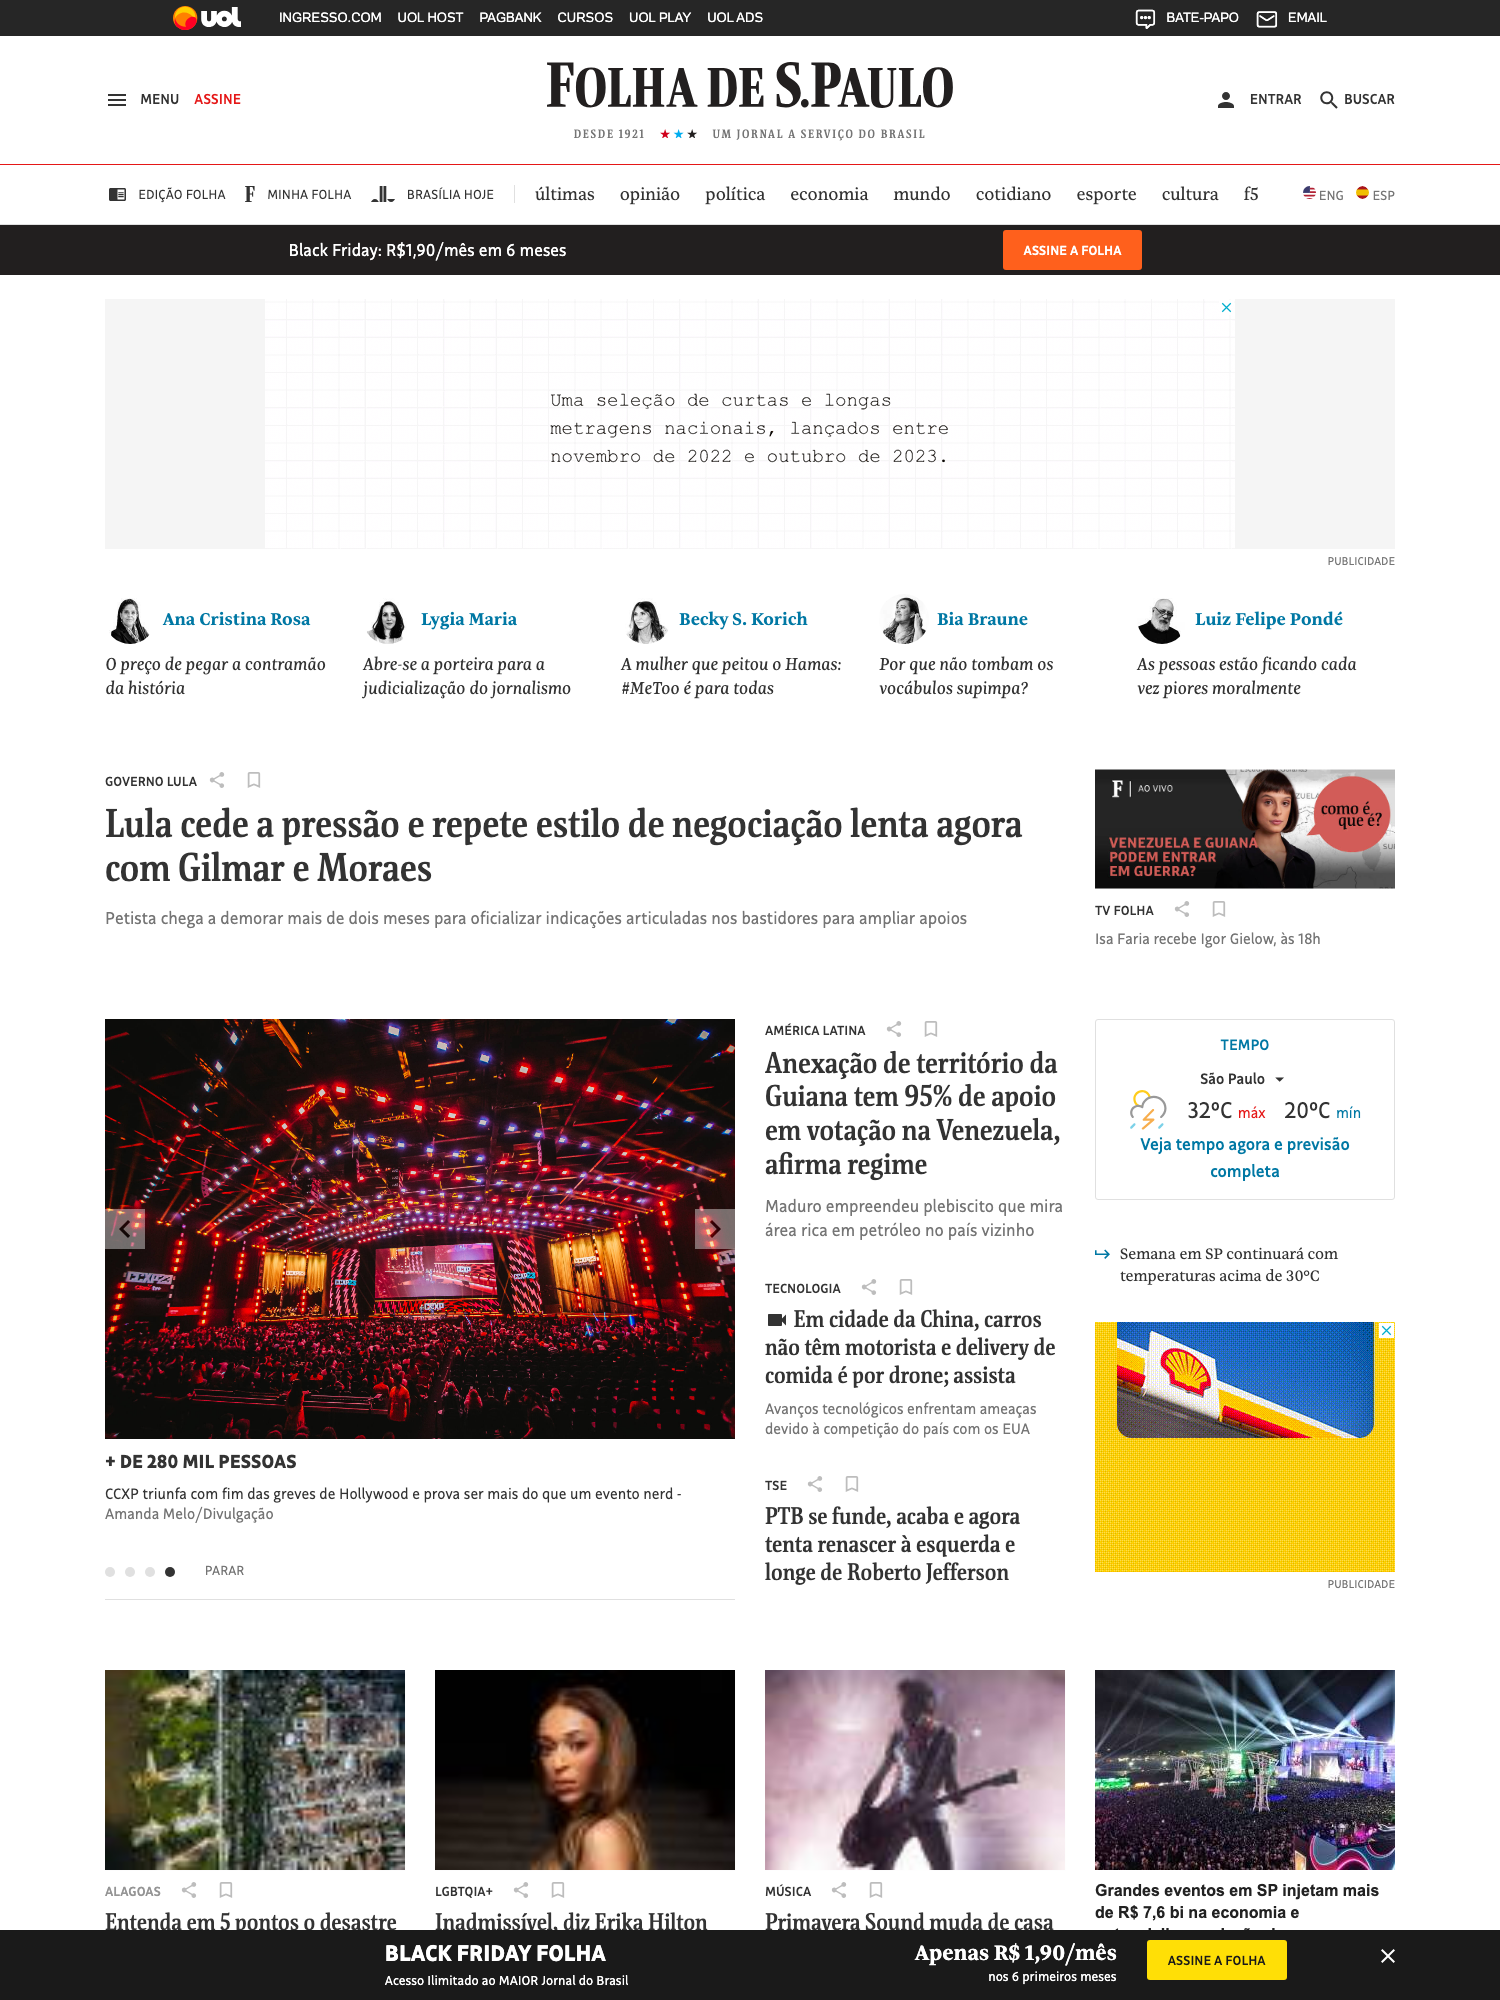 uol INGRESSO.COM UOL HOST PAGBANK CURSOS UOL PLAY UOL ADS BATE-PAPO EMAIL
MENU ASSINE FOLHA DE S.PAULO ENTRAR BUSCAR
DESDE 1921 ★★★ UM JORNAL A SERVIÇO DO BRASIL
EDIÇÃO FOLHA F MINHA FOLHA BRASÍLIA HOJE últimas opinião política economia mundo cotidiano esporte cultura f5 ENG ESP
Black Friday: R$1,90/mês em 6 meses ASSINE A FOLHA
Uma seleção de curtas e longas
metragens nacionais, lançados entre
novembro de 2022 e outubro de 2023.
PUBLICIDADE
Ana Cristina Rosa
O preço de pegar a contramão
da história
Lygia Maria
Abre-se a porteira para a
judicialização do jornalismo
Becky S. Korich
A mulher que peitou o Hamas:
#MeToo é para todas
Bia Braune
Por que não tombam os
vocábulos supimpa?
Luiz Felipe Pondé
As pessoas estão ficando cada
vez piores moralmente
GOVERNO LULA
Lula cede a pressão e repete estilo de negociação lenta agora
com Gilmar e Moraes
Petista chega a demorar mais de dois meses para oficializar indicações articuladas nos bastidores para ampliar apoios
F AO VIVO
como é
que é?
VENEZUELA E GUIANA
PODEM ENTRAR
EM GUERRA?
TV FOLHA
Isa Faria recebe Igor Gielow, às 18h
CCXP23
CCXP
+ DE 280 MIL PESSOAS
CCXP triunfa com fim das greves de Hollywood e prova ser mais do que um evento nerd -
Amanda Melo/Divulgação
PARAR
AMÉRICA LATINA
Anexação de território da
Guiana tem 95% de apoio
em votação na Venezuela,
afirma regime
Maduro empreendeu plebiscito que mira
área rica em petróleo no país vizinho
TECNOLOGIA
Em cidade da China, carros
não têm motorista e delivery de
comida é por drone; assista
Avanços tecnológicos enfrentam ameaças
devido à competição do país com os EUA
TSE
PTB se funde, acaba e agora
tenta renascer à esquerda e
longe de Roberto Jefferson
TEMPO
São Paulo
32ºC máx 20ºC mín
Veja tempo agora e previsão
completa
Semana em SP continuará com
temperaturas acima de 30ºC
PUBLICIDADE
ALAGOAS
Entenda em 5 pontos o desastre
LGBTQIA+
Inadmissível, diz Erika Hilton
MÚSICA
Primavera Sound muda de casa
Grandes eventos em SP injetam mais
de R$ 7,6 bi na economia e
BLACK FRIDAY FOLHA
Acesso Ilimitado ao MAIOR Jornal do Brasil
Apenas R$ 1,90/mês
nos 6 primeiros meses
ASSINE A FOLHA